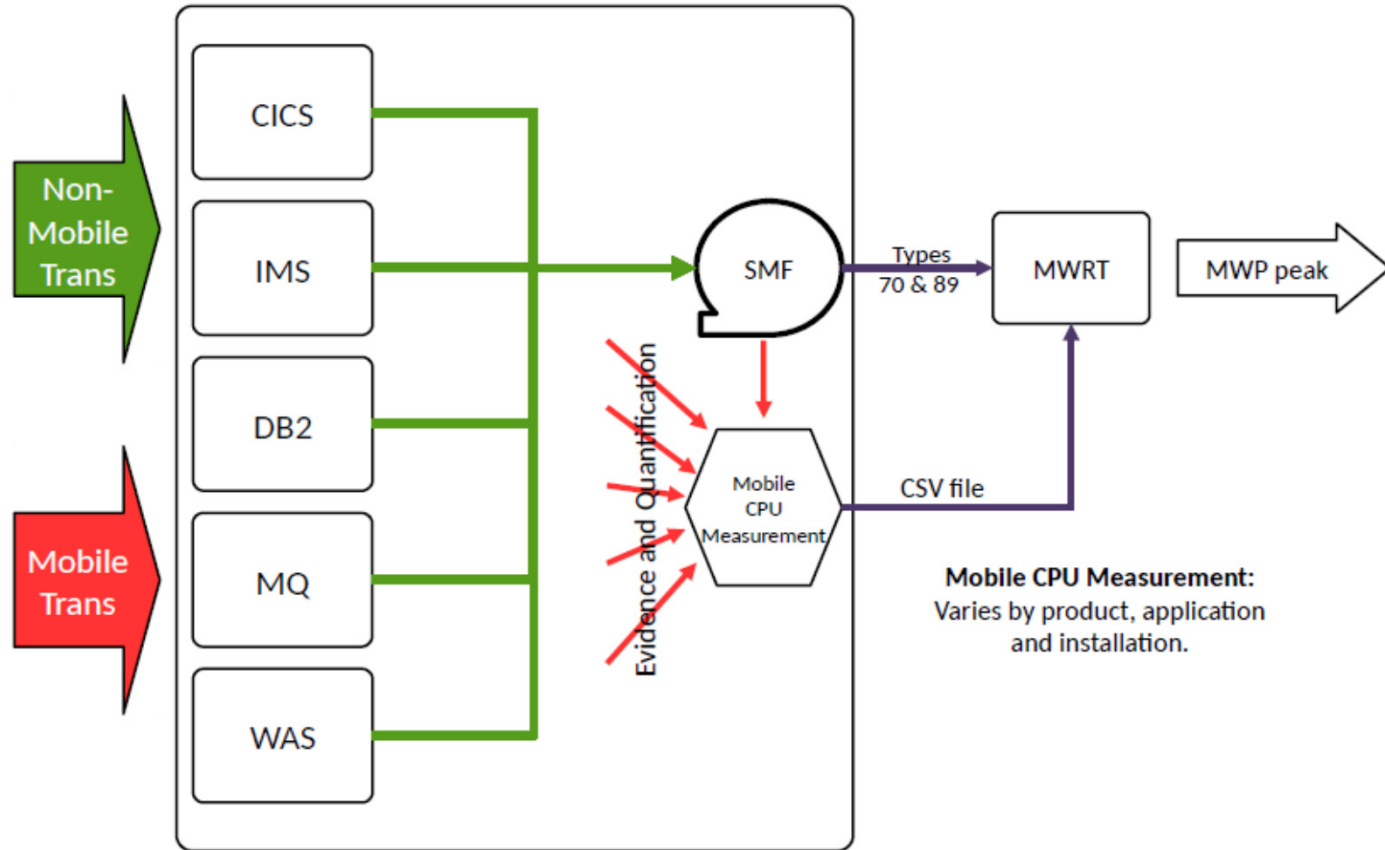 Non-
Mobile
Trans
Mobile
Trans
CICS
IMS
DB2
MQ
WAS
SMF
Types
70 & 89
MWRT
MWP peak
Evidence and Quantification
Mobile
CPU
Measurement
CSV file
Mobile CPU Measurement:
Varies by product, application
and installation.